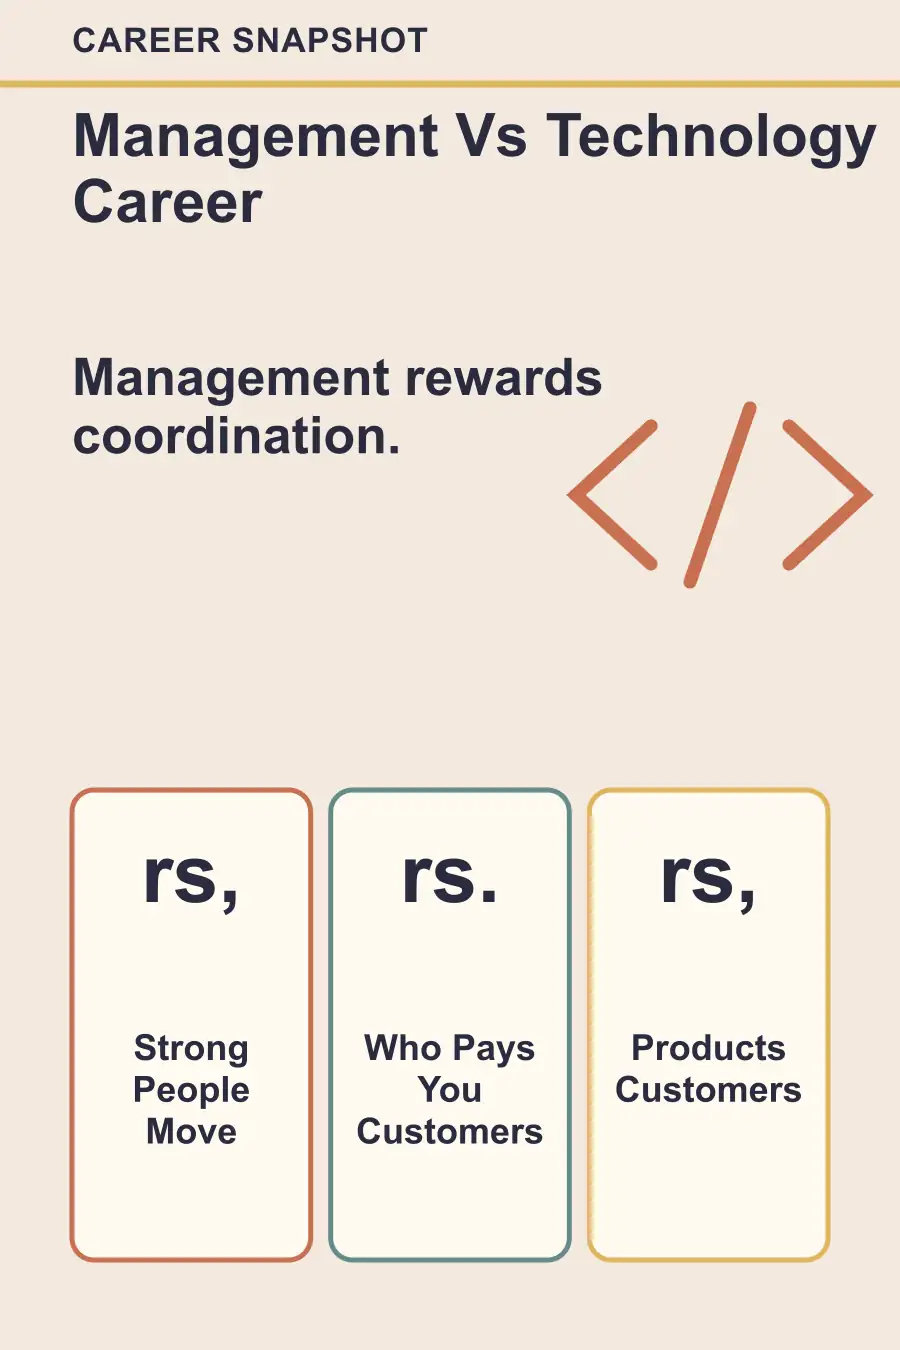 CAREER SNAPSHOT
Management Vs Technology
Career
Management rewards
coordination.
</>
rs,
Strong
People
Move
rs.
Who Pays
You
Customers
rs,
Products
Customers